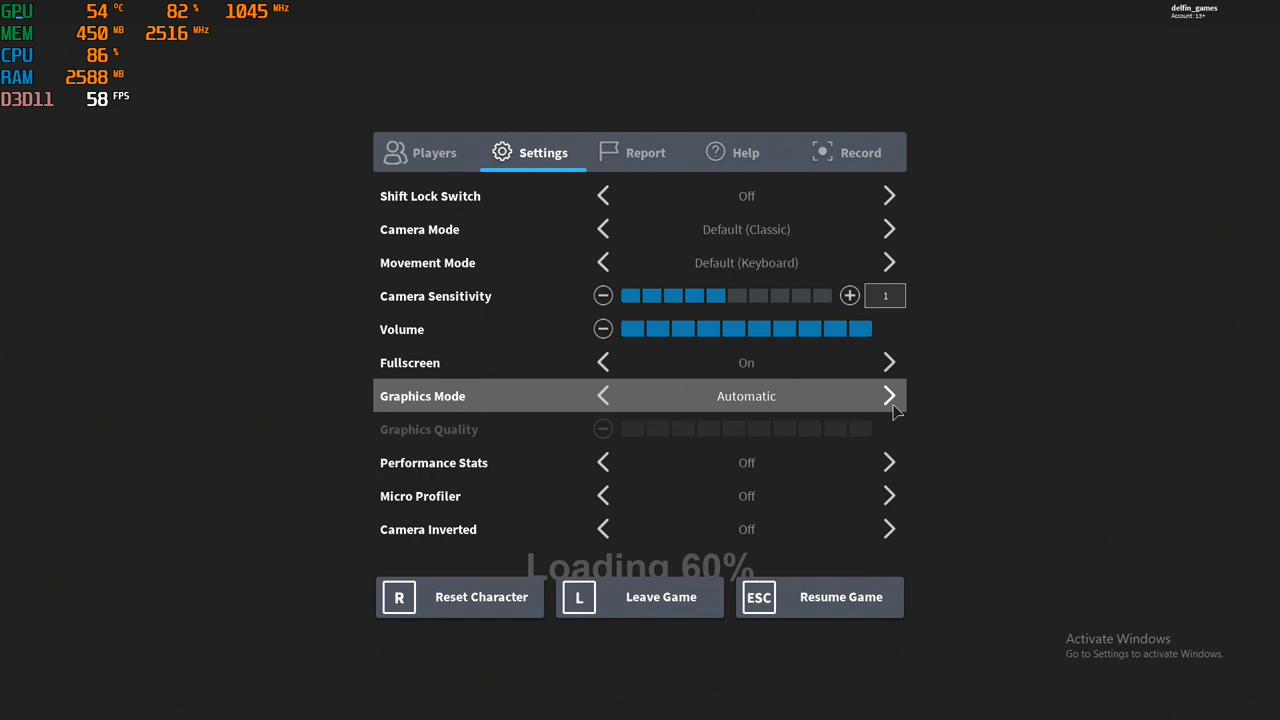 GPU 54 °C 82 % 1045 MHz
MEM 450 MB 2516 MHz
CPU 86 %
RAM 2588 MB
D3D11 58 FPS
delfin_games
Account: 13+
Players Settings Report Help Record
Shift Lock Switch Off
Camera Mode Default (Classic)
Movement Mode Default (Keyboard)
Camera Sensitivity 1
Volume
Fullscreen On
Graphics Mode Automatic
Graphics Quality
Performance Stats Off
Micro Profiler Off
Camera Inverted Off
Loading 60%
R Reset Character L Leave Game ESC Resume Game
Activate Windows
Go to Settings to activate Windows.